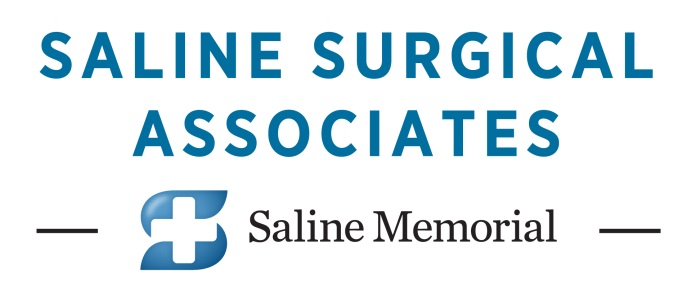 SALINE SURGICAL
ASSOCIATES
Saline Memorial